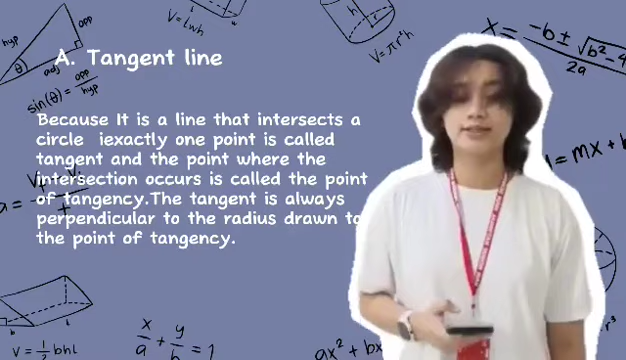 V = Lwh
hyp
opp
θ
adj
A. Tangent line
sin(θ) = opp/hyp
r
h
V=πr²h
x = -b ± √b²-4
2a
Because It is a line that intersects a
circle iexactly one point is called
tangent and the point where the
intersection occurs is called the point
of tangency.The tangent is always
perpendicular to the radius drawn to
the point of tangency.
= mx + b
r³
V = 1/2 bhl
x/a + y/b = 1
ax² + bx